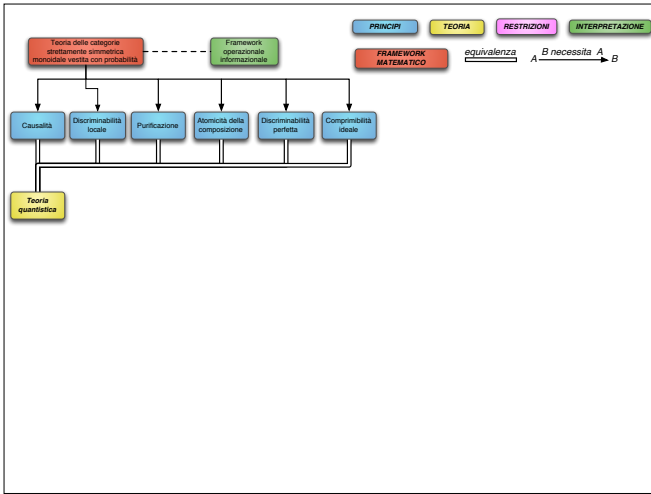 Teoria delle categorie
strettamente simmetrica
monoidale vestita con probabilità
Framework
operazionale
informazionale
PRINCIPI
TEORIA
RESTRIZIONI
INTERPRETAZIONE
FRAMEWORK
MATEMATICO
equivalenza
B necessita A
A
B
Causalità
Discriminabilità
locale
Purificazione
Atomicità della
composizione
Discriminabilità
perfetta
Comprimibilità
ideale
Teoria
quantistica